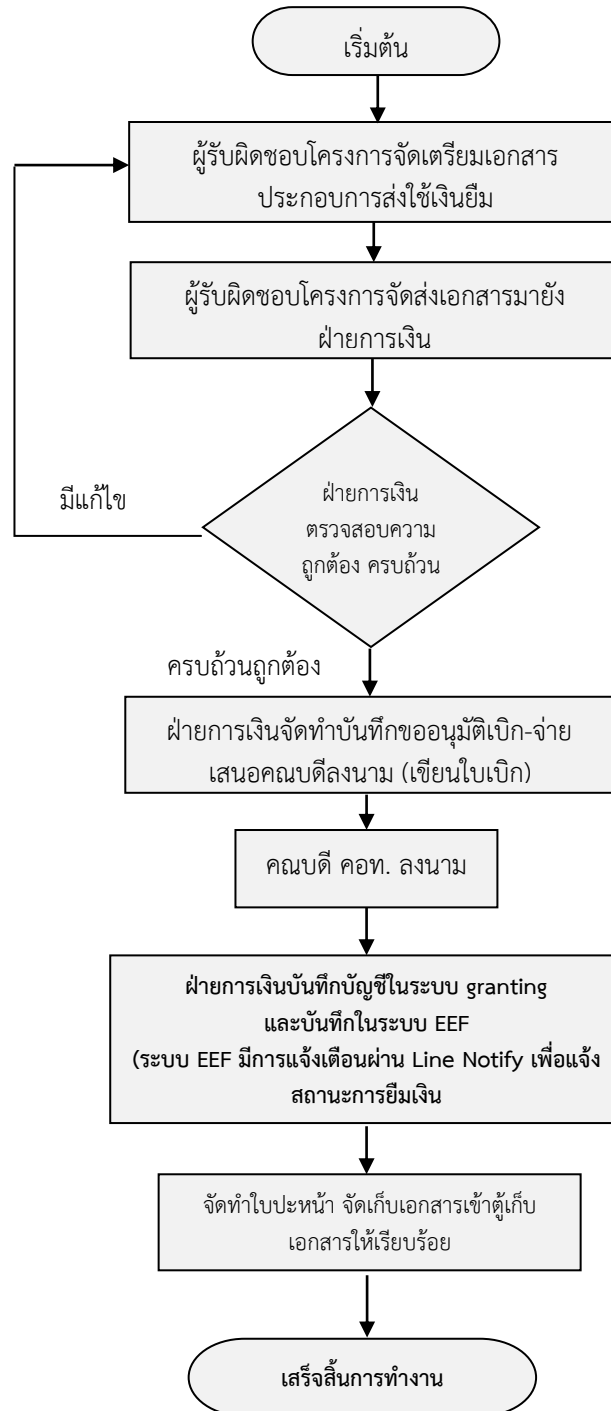 เริ่มต้น
ผู้รับผิดชอบโครงการจัดเตรียมเอกสาร
ประกอบการส่งใช้เงินยืม
ผู้รับผิดชอบโครงการจัดส่งเอกสารมายัง
ฝ่ายการเงิน
มีแก้ไข
ฝ่ายการเงิน
ตรวจสอบความ
ถูกต้อง ครบถ้วน
ครบถ้วนถูกต้อง
ฝ่ายการเงินจัดทำบันทึกขออนุมัติเบิก-จ่าย
เสนอคณบดีลงนาม (เขียนใบเบิก)
คณบดี คอท. ลงนาม
ฝ่ายการเงินบันทึกบัญชีในระบบ granting
และบันทึกในระบบ EEF
(ระบบ EEF มีการแจ้งเตือนผ่าน Line Notify เพื่อแจ้ง
สถานะการยืมเงิน
จัดทำใบปะหน้า จัดเก็บเอกสารเข้าตู้เก็บ
เอกสารให้เรียบร้อย
เสร็จสิ้นการทำงาน